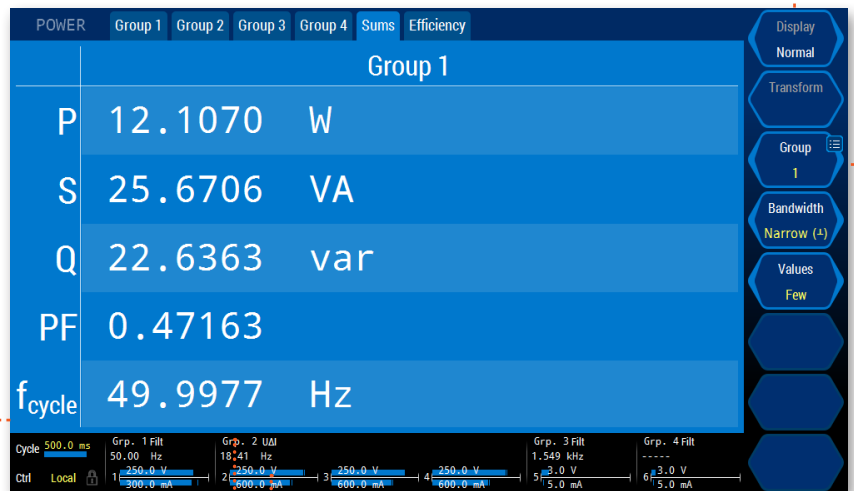 POWER Group 1 Group 2 Group 3 Group 4 Sums Efficiency
Group 1
P 12.1070 W
S 25.6706 VA
Q 22.6363 var
PF 0.47163
fcycle 49.9977 Hz
Display
Normal
Transform
Group
1
Bandwidth
Narrow (⊥)
Values
Few
Cycle 500.0 ms
Ctrl Local
Grp. 1 Filt
50.00 Hz
1 250.0 V
300.0 mA
Grp. 2 UΔI
18.41 Hz
2 250.0 V
600.0 mA
3 250.0 V
600.0 mA
4 250.0 V
600.0 mA
Grp. 3 Filt
1.549 kHz
5 3.0 V
5.0 mA
Grp. 4 Filt
-----
6 3.0 V
5.0 mA